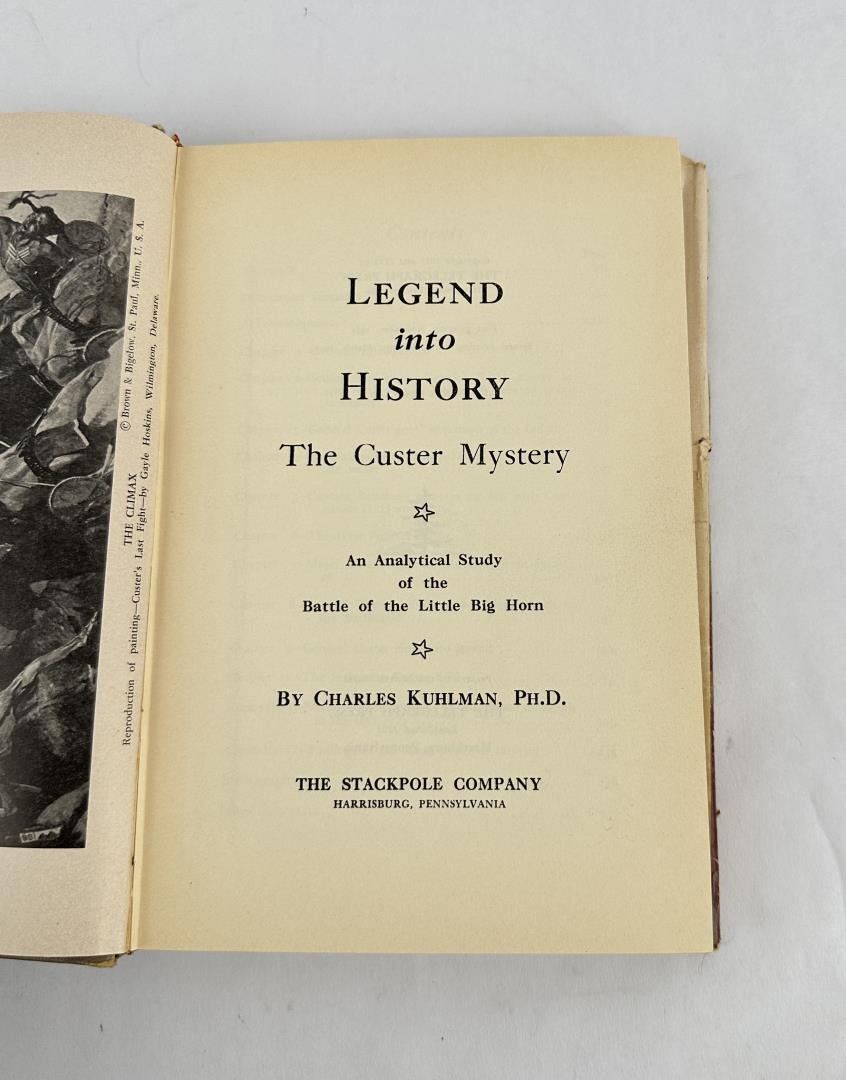 THE CLIMAX
© Brown & Bigelow, St. Paul, Minn., U. S. A.
Reproduction of painting—Custer's Last Fight—by Gayle Hoskins, Wilmington, Delaware.
LEGEND
into
HISTORY
The Custer Mystery
An Analytical Study
of the
Battle of the Little Big Horn
BY CHARLES KUHLMAN, PH.D.
THE STACKPOLE COMPANY
HARRISBURG, PENNSYLVANIA